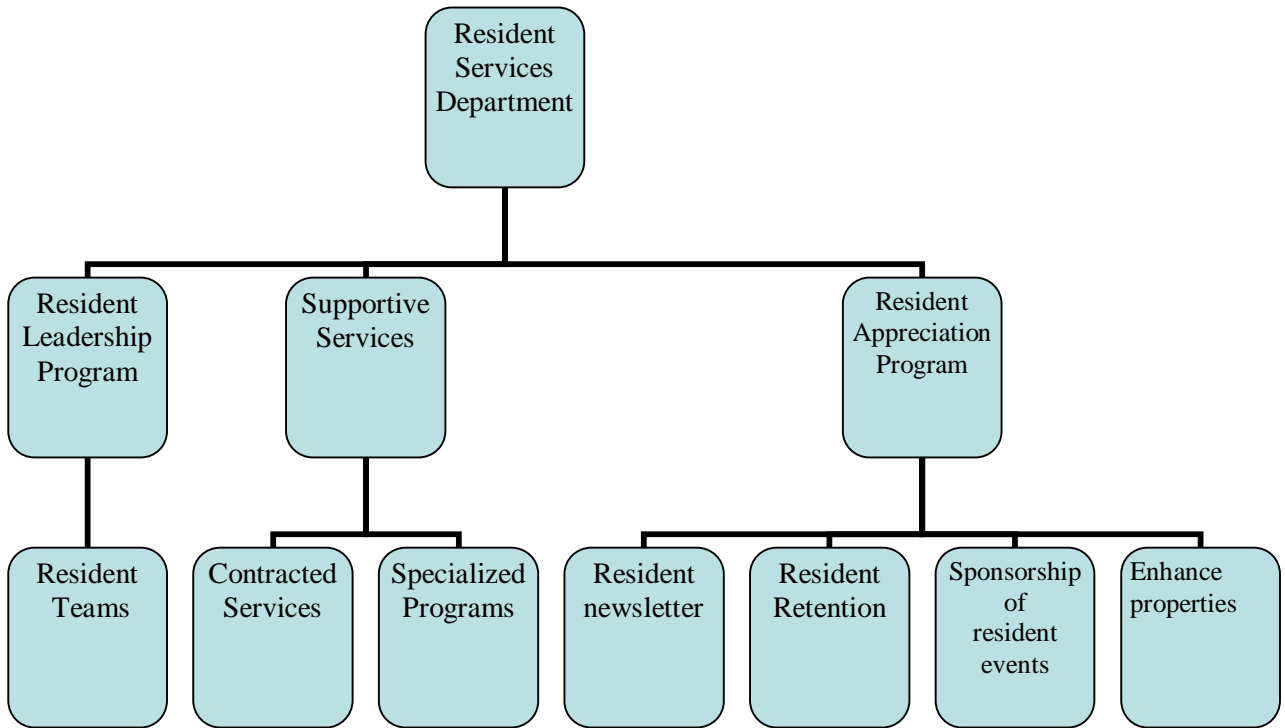 Resident
Services
Department
Resident
Leadership
Program
Supportive
Services
Resident
Appreciation
Program
Resident
Teams
Contracted
Services
Specialized
Programs
Resident
newsletter
Resident
Retention
Sponsorship
of
resident
events
Enhance
properties